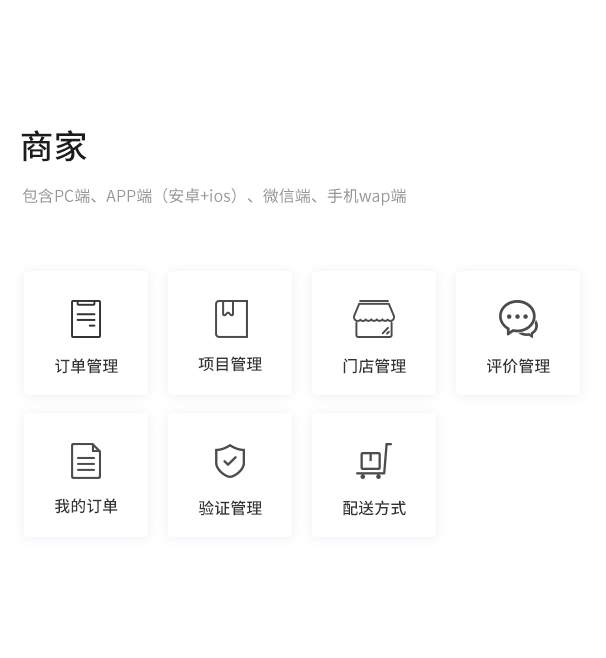 商家
包含PC端、APP端（安卓+ios）、微信端、手机wap端
订单管理
项目管理
门店管理
评价管理
我的订单
验证管理
配送方式